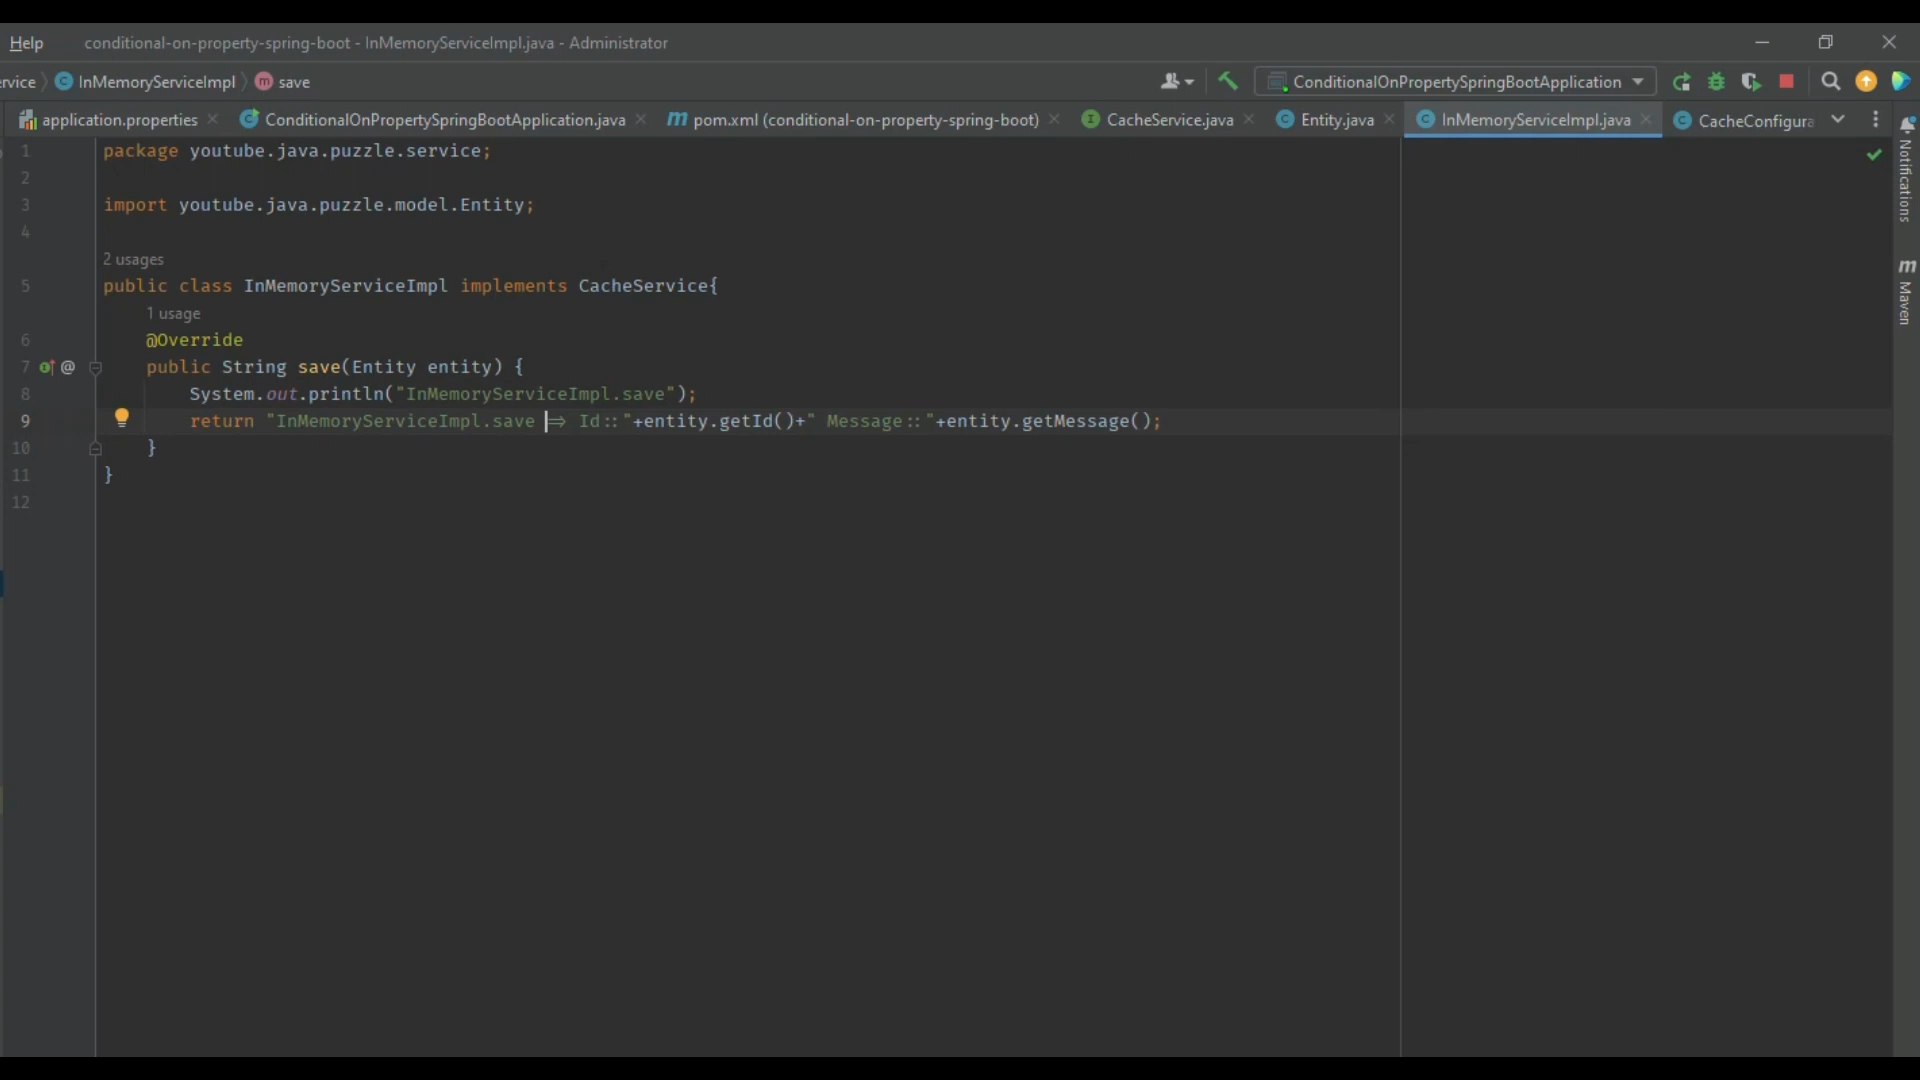 Help conditional-on-property-spring-boot - InMemoryServiceImpl.java - Administrator
ervice InMemoryServiceImpl m save ConditionalOnPropertySpringBootApplication
application.properties ConditionalOnPropertySpringBootApplication.java m pom.xml (conditional-on-property-spring-boot) I CacheService.java C Entity.java C InMemoryServiceImpl.java C CacheConfigura
1 package youtube.java.puzzle.service;
2
3 import youtube.java.puzzle.model.Entity;
4
2 usages
5 public class InMemoryServiceImpl implements CacheService{
1 usage
6 @Override
7 @ public String save(Entity entity) {
8 System.out.println("InMemoryServiceImpl.save");
9 return "InMemoryServiceImpl.save => Id::"+entity.getId()+" Message::"+entity.getMessage();
10 }
11 }
12
Notifications
m Maven